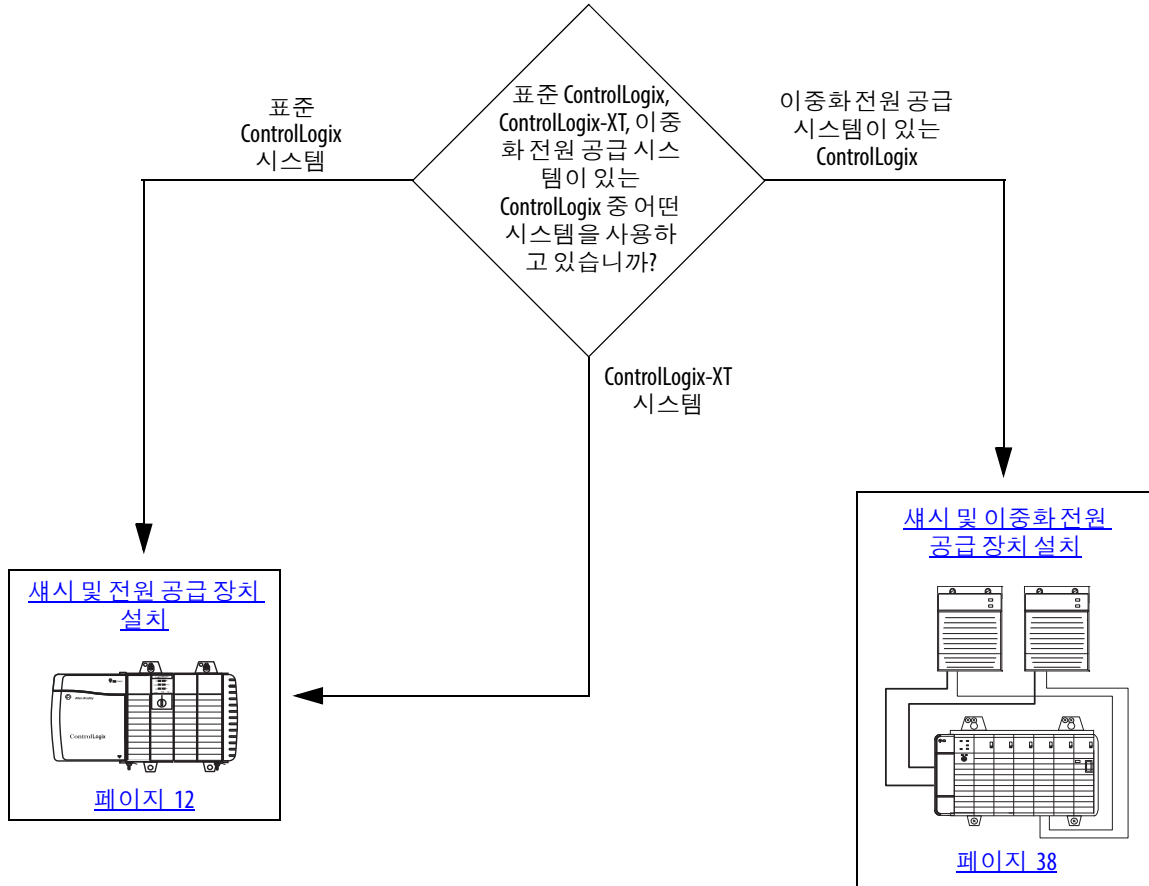 표준
ControlLogix
시스템
표준 ControlLogix,
ControlLogix-XT, 이중
화 전원 공급 시스
템이 있는
ControlLogix 중 어떤
시스템을 사용하
고 있습니까?
이중화 전원 공급
시스템이 있는
ControlLogix
ControlLogix-XT
시스템
섀시 및 전원 공급 장치
설치
ControlLogix
페이지 12
섀시 및 이중화 전원
공급 장치 설치
페이지 38